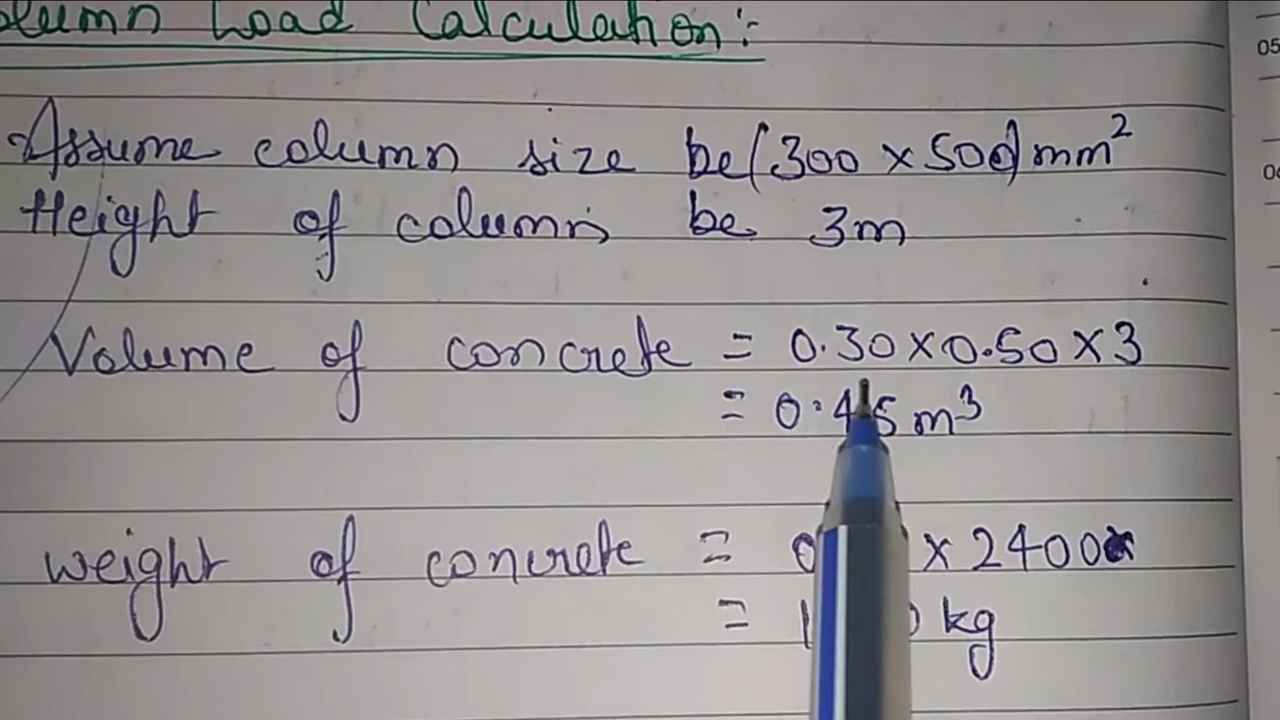 Load Calculation:-
Assume column size be (300 x 500) mm²
Height of column be 3m
Volume of concrete = 0.30 x 0.50 x 3
= 0.45 m³
weight of concrete = x 2400
= kg
05